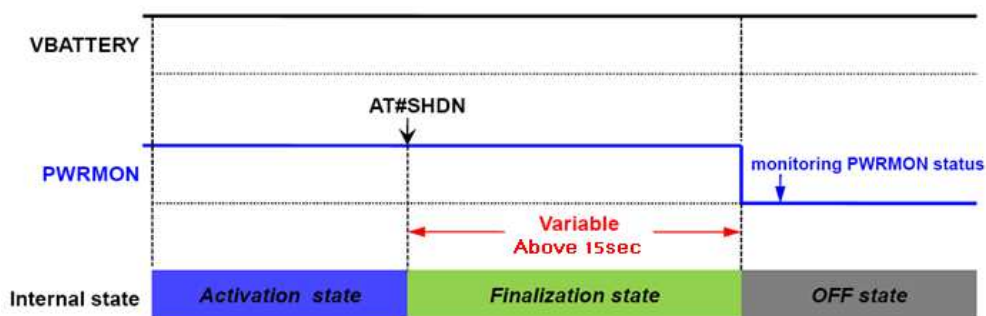 VBATTERY
AT#SHDN
PWRMON
monitoring PWRMON status
Variable
Above 15sec
Internal state
Activation state
Finalization state
OFF state